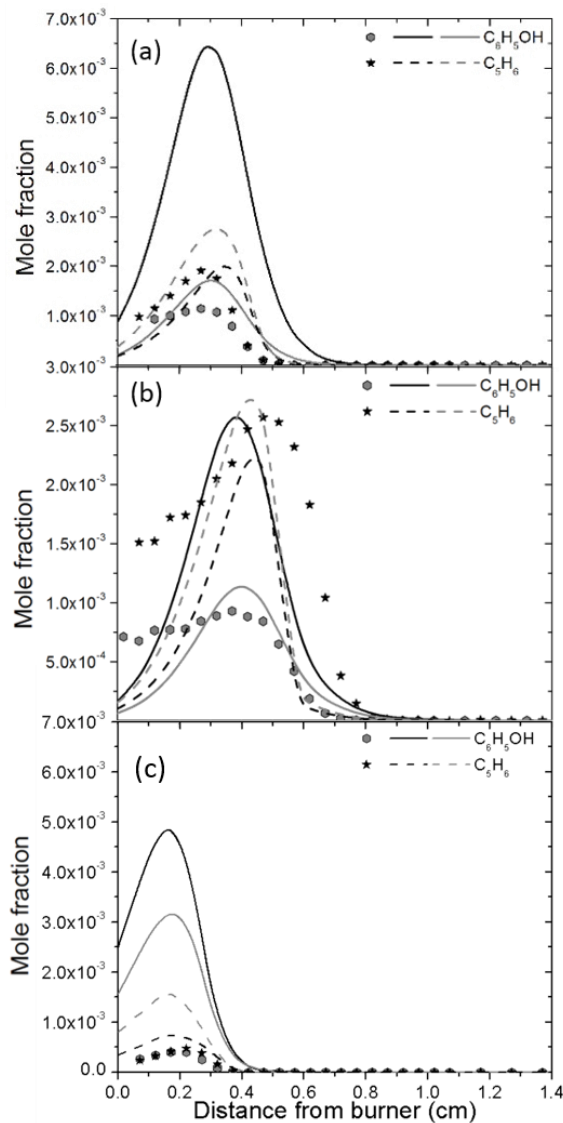 (a)
7.0x10⁻³
6.0x10⁻³
5.0x10⁻³
4.0x10⁻³
3.0x10⁻³
2.0x10⁻³
1.0x10⁻³
Mole fraction
C₆H₅OH
C₅H₆
(b)
3.0x10⁻³
2.5x10⁻³
2.0x10⁻³
1.5x10⁻³
1.0x10⁻³
5.0x10⁻⁴
Mole fraction
C₆H₅OH
C₅H₆
(c)
7.0x10⁻³
6.0x10⁻³
5.0x10⁻³
4.0x10⁻³
3.0x10⁻³
2.0x10⁻³
1.0x10⁻³
0.0
Mole fraction
C₆H₅OH
C₅H₆
0.0 0.2 0.4 0.6 0.8 1.0 1.2 1.4
Distance from burner (cm)